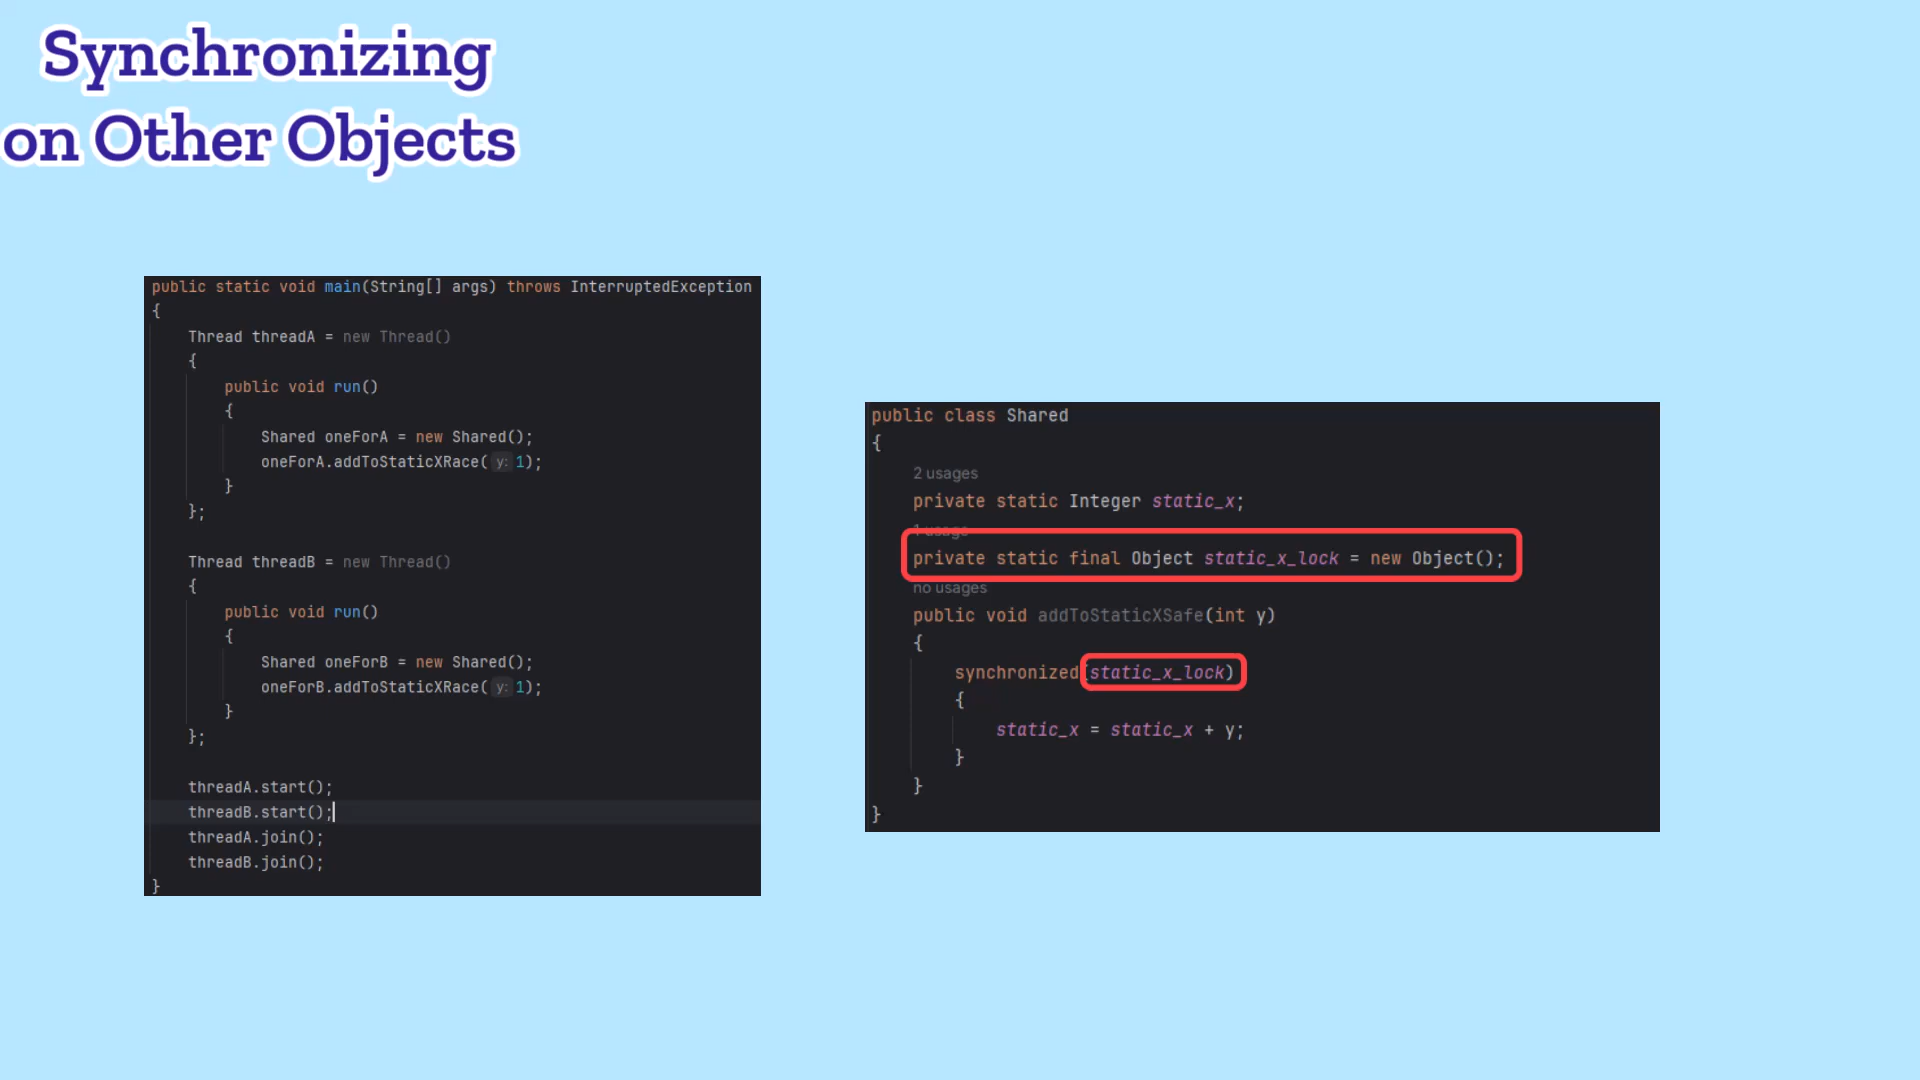 Synchronizing
on Other Objects
public static void main(String[] args) throws InterruptedException
{
Thread threadA = new Thread()
{
public void run()
{
Shared oneForA = new Shared();
oneForA.addToStaticXRace( y: 1);
}
};
Thread threadB = new Thread()
{
public void run()
{
Shared oneForB = new Shared();
oneForB.addToStaticXRace( y: 1);
}
};
threadA.start();
threadB.start();
threadA.join();
threadB.join();
}
public class Shared
{
2 usages
private static Integer static_x;
1 usage
private static final Object static_x_lock = new Object();
no usages
public void addToStaticXSafe(int y)
{
synchronized(static_x_lock)
{
static_x = static_x + y;
}
}
}